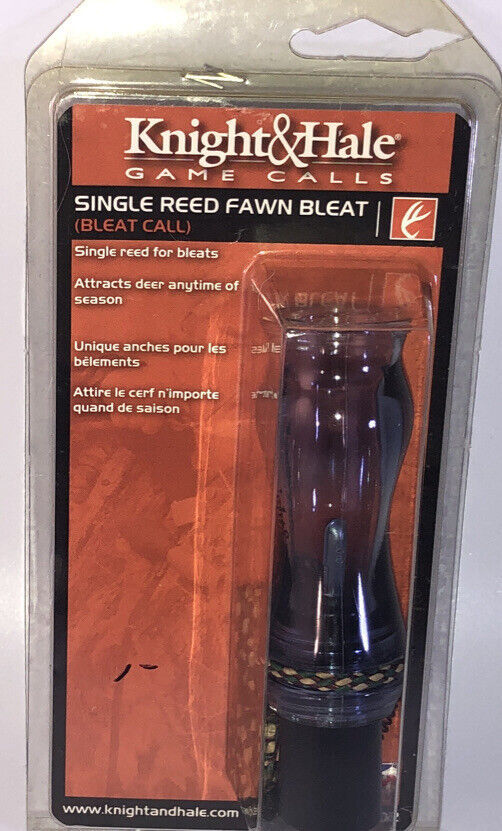 Knight&Hale®
GAME CALLS
SINGLE REED FAWN BLEAT
(BLEAT CALL)
Single reed for bleats
Attracts deer anytime of
season
Unique anches pour les
bêlements
Attire le cerf n'importe
quand de saison
www.knightandhale.com